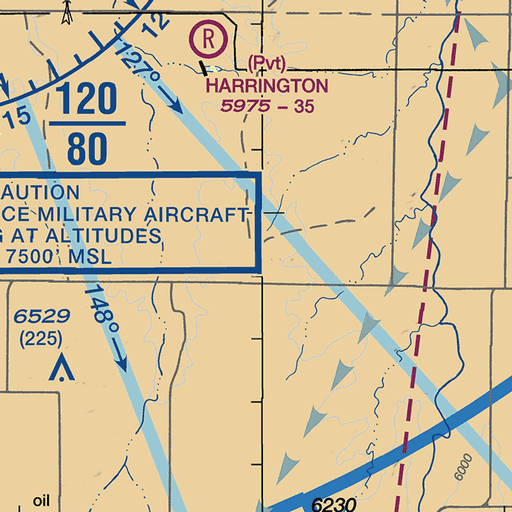 12
R
(Pvt)
HARRINGTON
5975 – 35
127°
15
120
80
AUTION
CE MILITARY AIRCRAFT
G AT ALTITUDES
7500' MSL
148°
6529
(225)
6000
oil
6230